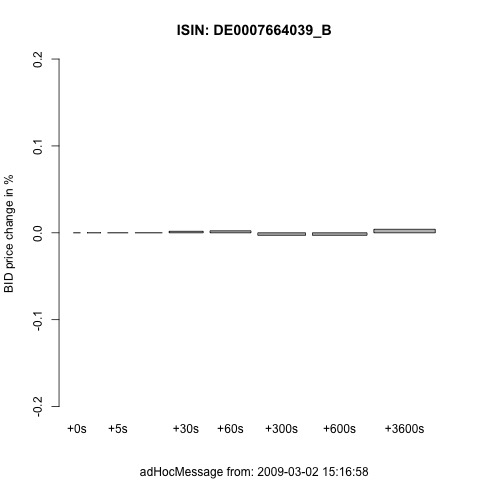 ISIN: DE0007664039_B
BID price change in %
0.2
0.1
0.0
-0.1
-0.2
+0s +5s +30s +60s +300s +600s +3600s
adHocMessage from: 2009-03-02 15:16:58